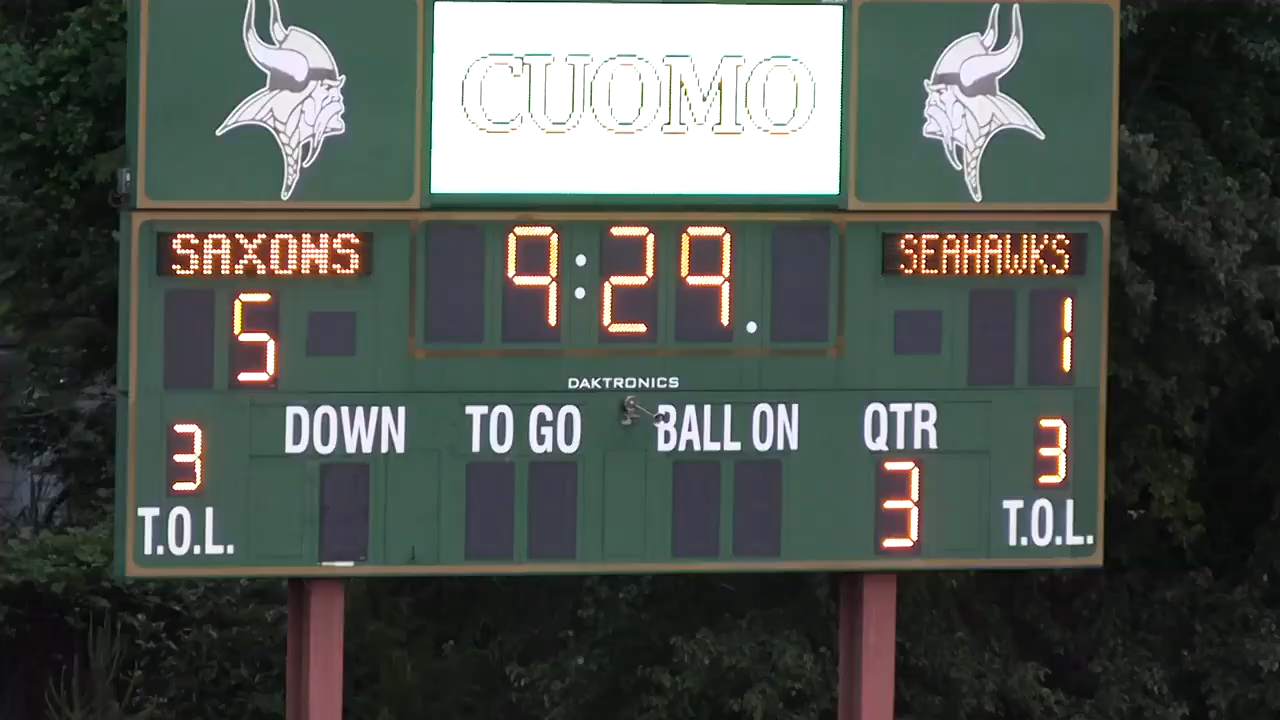 CUOMO
SAXONS 9:29. SEAHAWKS
5 1
DAKTRONICS
DOWN TO GO BALL ON QTR
3 3 3
T.O.L. T.O.L.